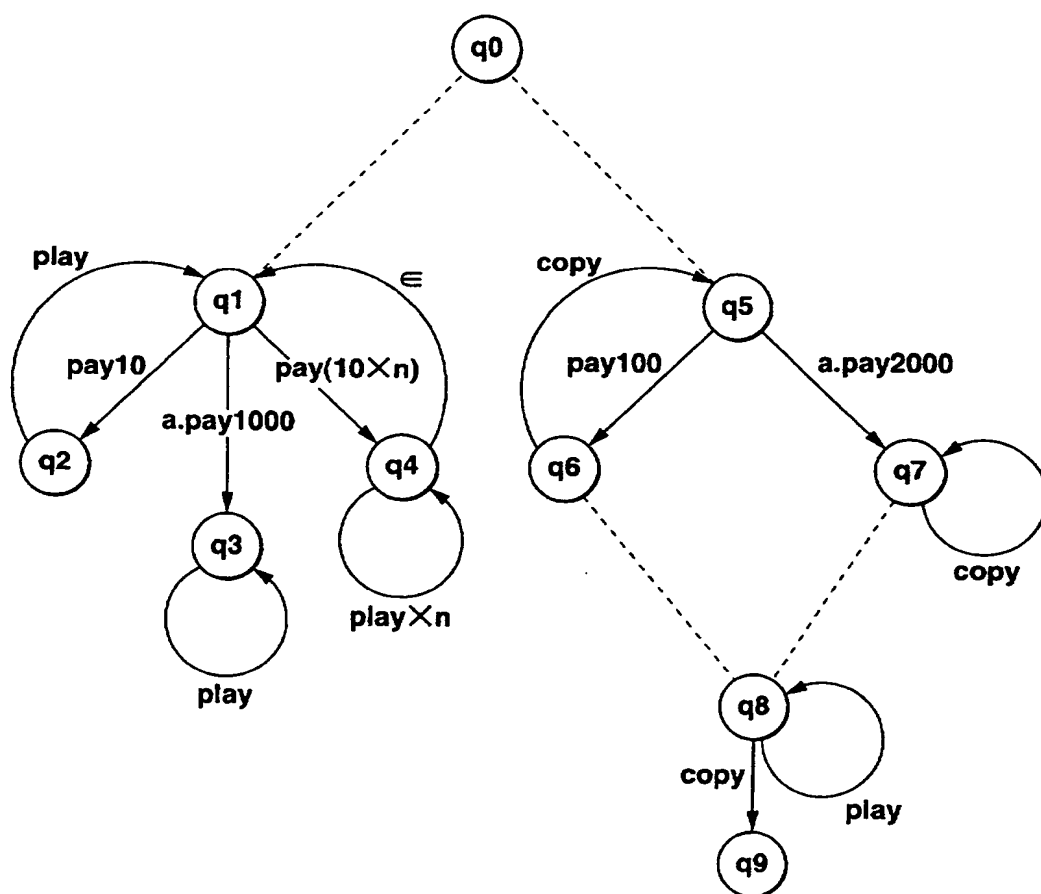 q0
play
∈
copy
q1
q5
pay10
pay(10×n)
pay100
a.pay2000
a.pay1000
q2
q4
q6
q7
q3
copy
play×n
play
q8
copy
play
q9